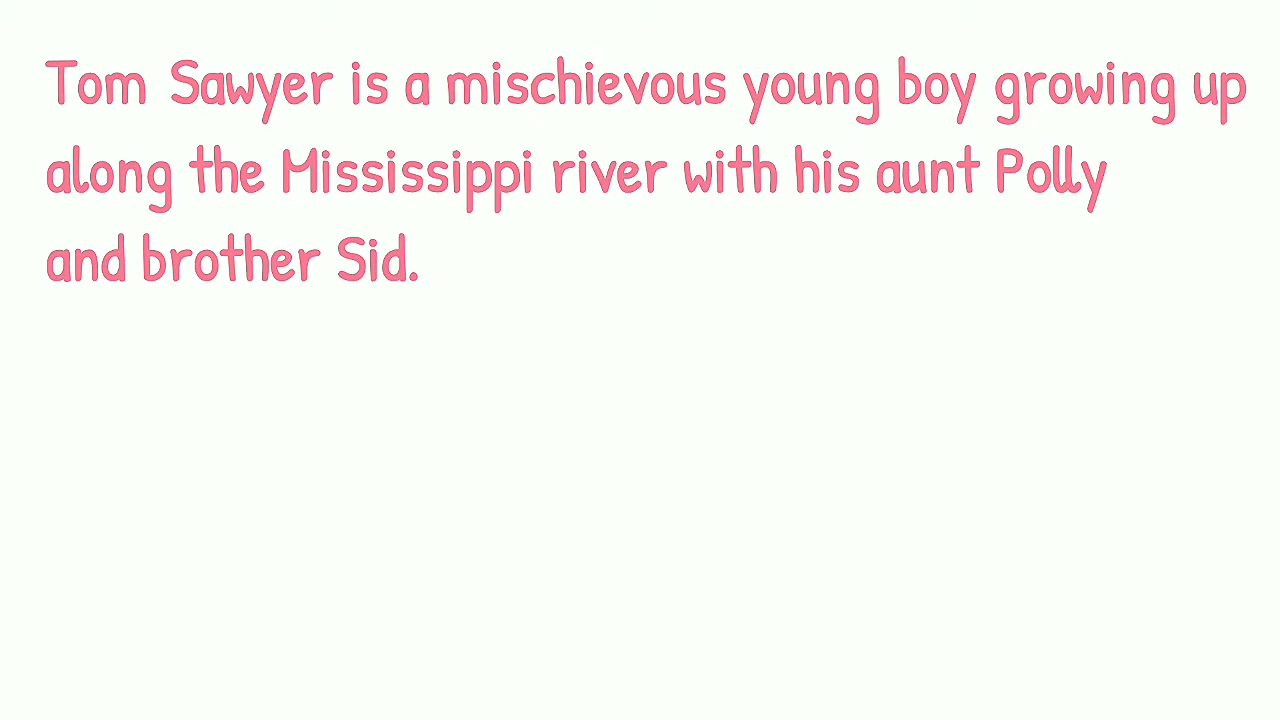 Tom Sawyer is a mischievous young boy growing up
along the Mississippi river with his aunt Polly
and brother Sid.